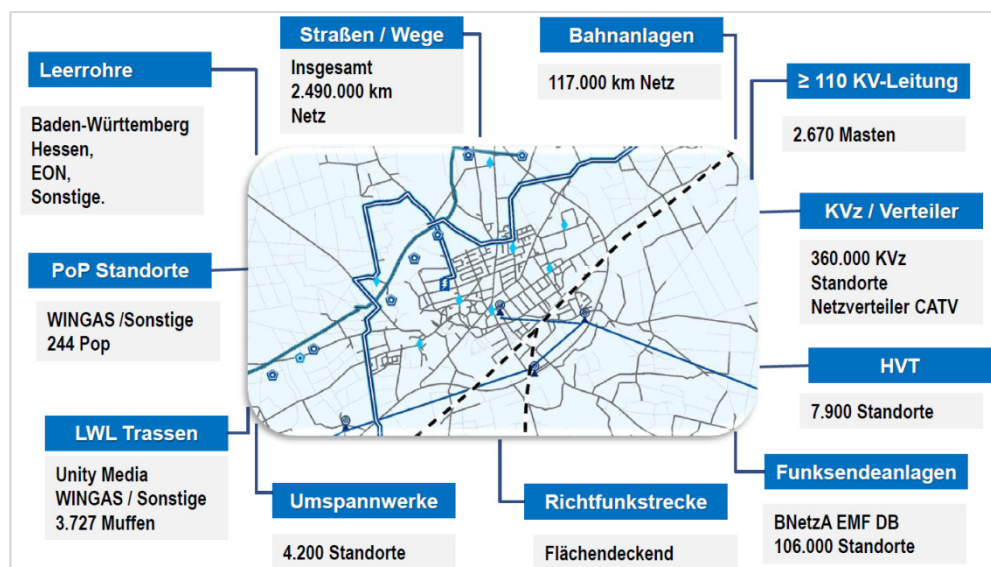 Straßen / Wege
Insgesamt
2.490.000 km
Netz
Bahnanlagen
117.000 km Netz
Leerrohre
Baden-Württemberg
Hessen,
EON,
Sonstige.
≥ 110 KV-Leitung
2.670 Masten
KVz / Verteiler
360.000 KVz
Standorte
Netzverteiler CATV
PoP Standorte
WINGAS /Sonstige
244 Pop
HVT
7.900 Standorte
LWL Trassen
Unity Media
WINGAS / Sonstige
3.727 Muffen
Umspannwerke
4.200 Standorte
Richtfunkstrecke
Flächendeckend
Funksendeanlagen
BNetzA EMF DB
106.000 Standorte